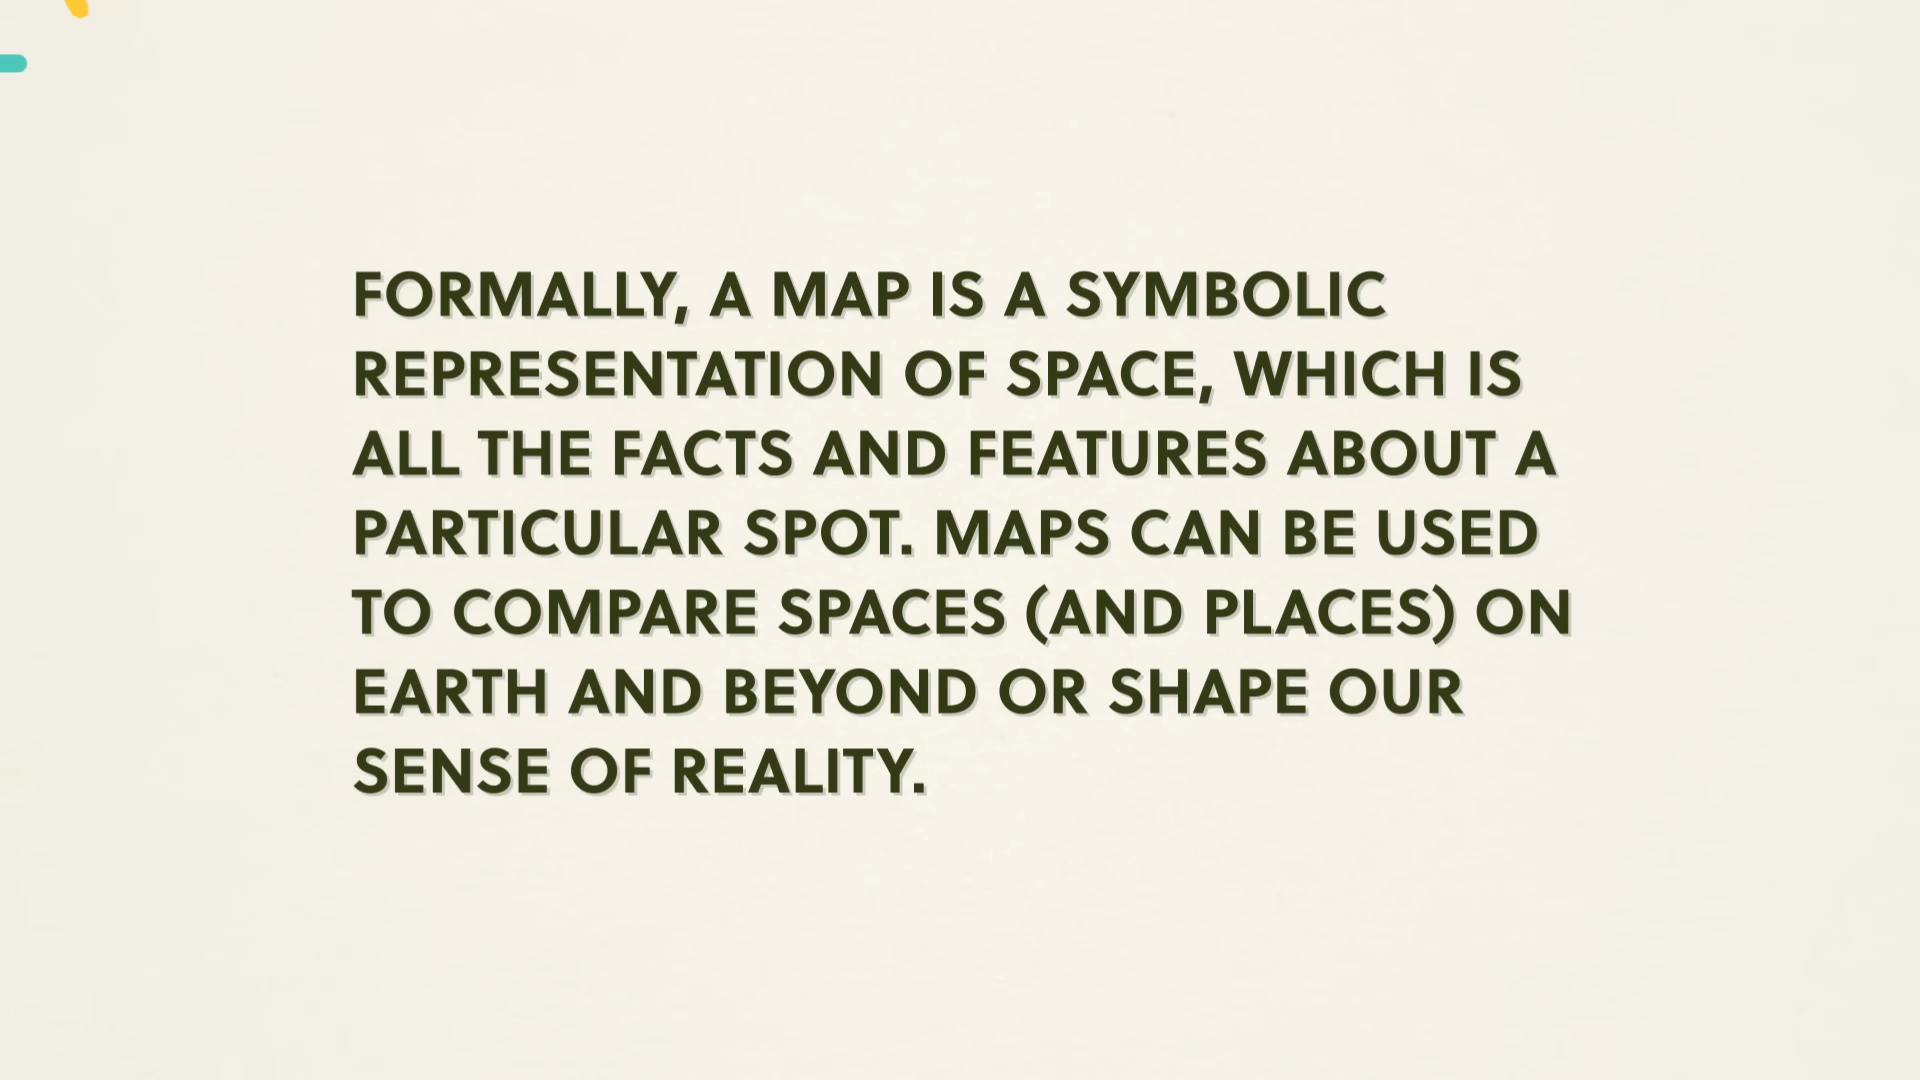 FORMALLY, A MAP IS A SYMBOLIC
REPRESENTATION OF SPACE, WHICH IS
ALL THE FACTS AND FEATURES ABOUT A
PARTICULAR SPOT. MAPS CAN BE USED
TO COMPARE SPACES (AND PLACES) ON
EARTH AND BEYOND OR SHAPE OUR
SENSE OF REALITY.